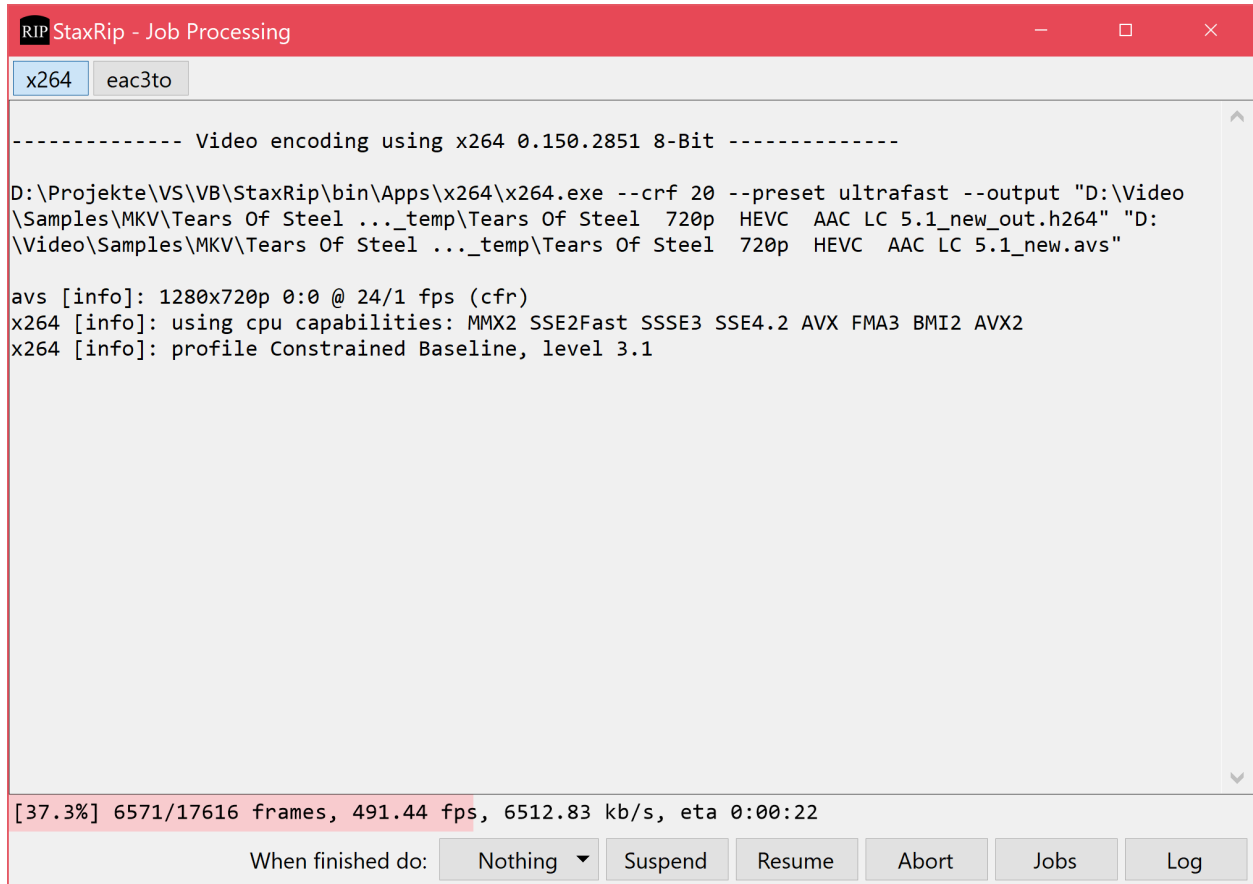 RIP StaxRip - Job Processing
x264 eac3to
-------------- Video encoding using x264 0.150.2851 8-Bit --------------
D:\Projekte\VS\VB\StaxRip\bin\Apps\x264\x264.exe --crf 20 --preset ultrafast --output "D:\Video
\Samples\MKV\Tears Of Steel ..._temp\Tears Of Steel  720p  HEVC  AAC LC 5.1_new_out.h264" "D:
\Video\Samples\MKV\Tears Of Steel ..._temp\Tears Of Steel  720p  HEVC  AAC LC 5.1_new.avs"
avs [info]: 1280x720p 0:0 @ 24/1 fps (cfr)
x264 [info]: using cpu capabilities: MMX2 SSE2Fast SSSE3 SSE4.2 AVX FMA3 BMI2 AVX2
x264 [info]: profile Constrained Baseline, level 3.1
[37.3%] 6571/17616 frames, 491.44 fps, 6512.83 kb/s, eta 0:00:22
When finished do: Nothing Suspend Resume Abort Jobs Log